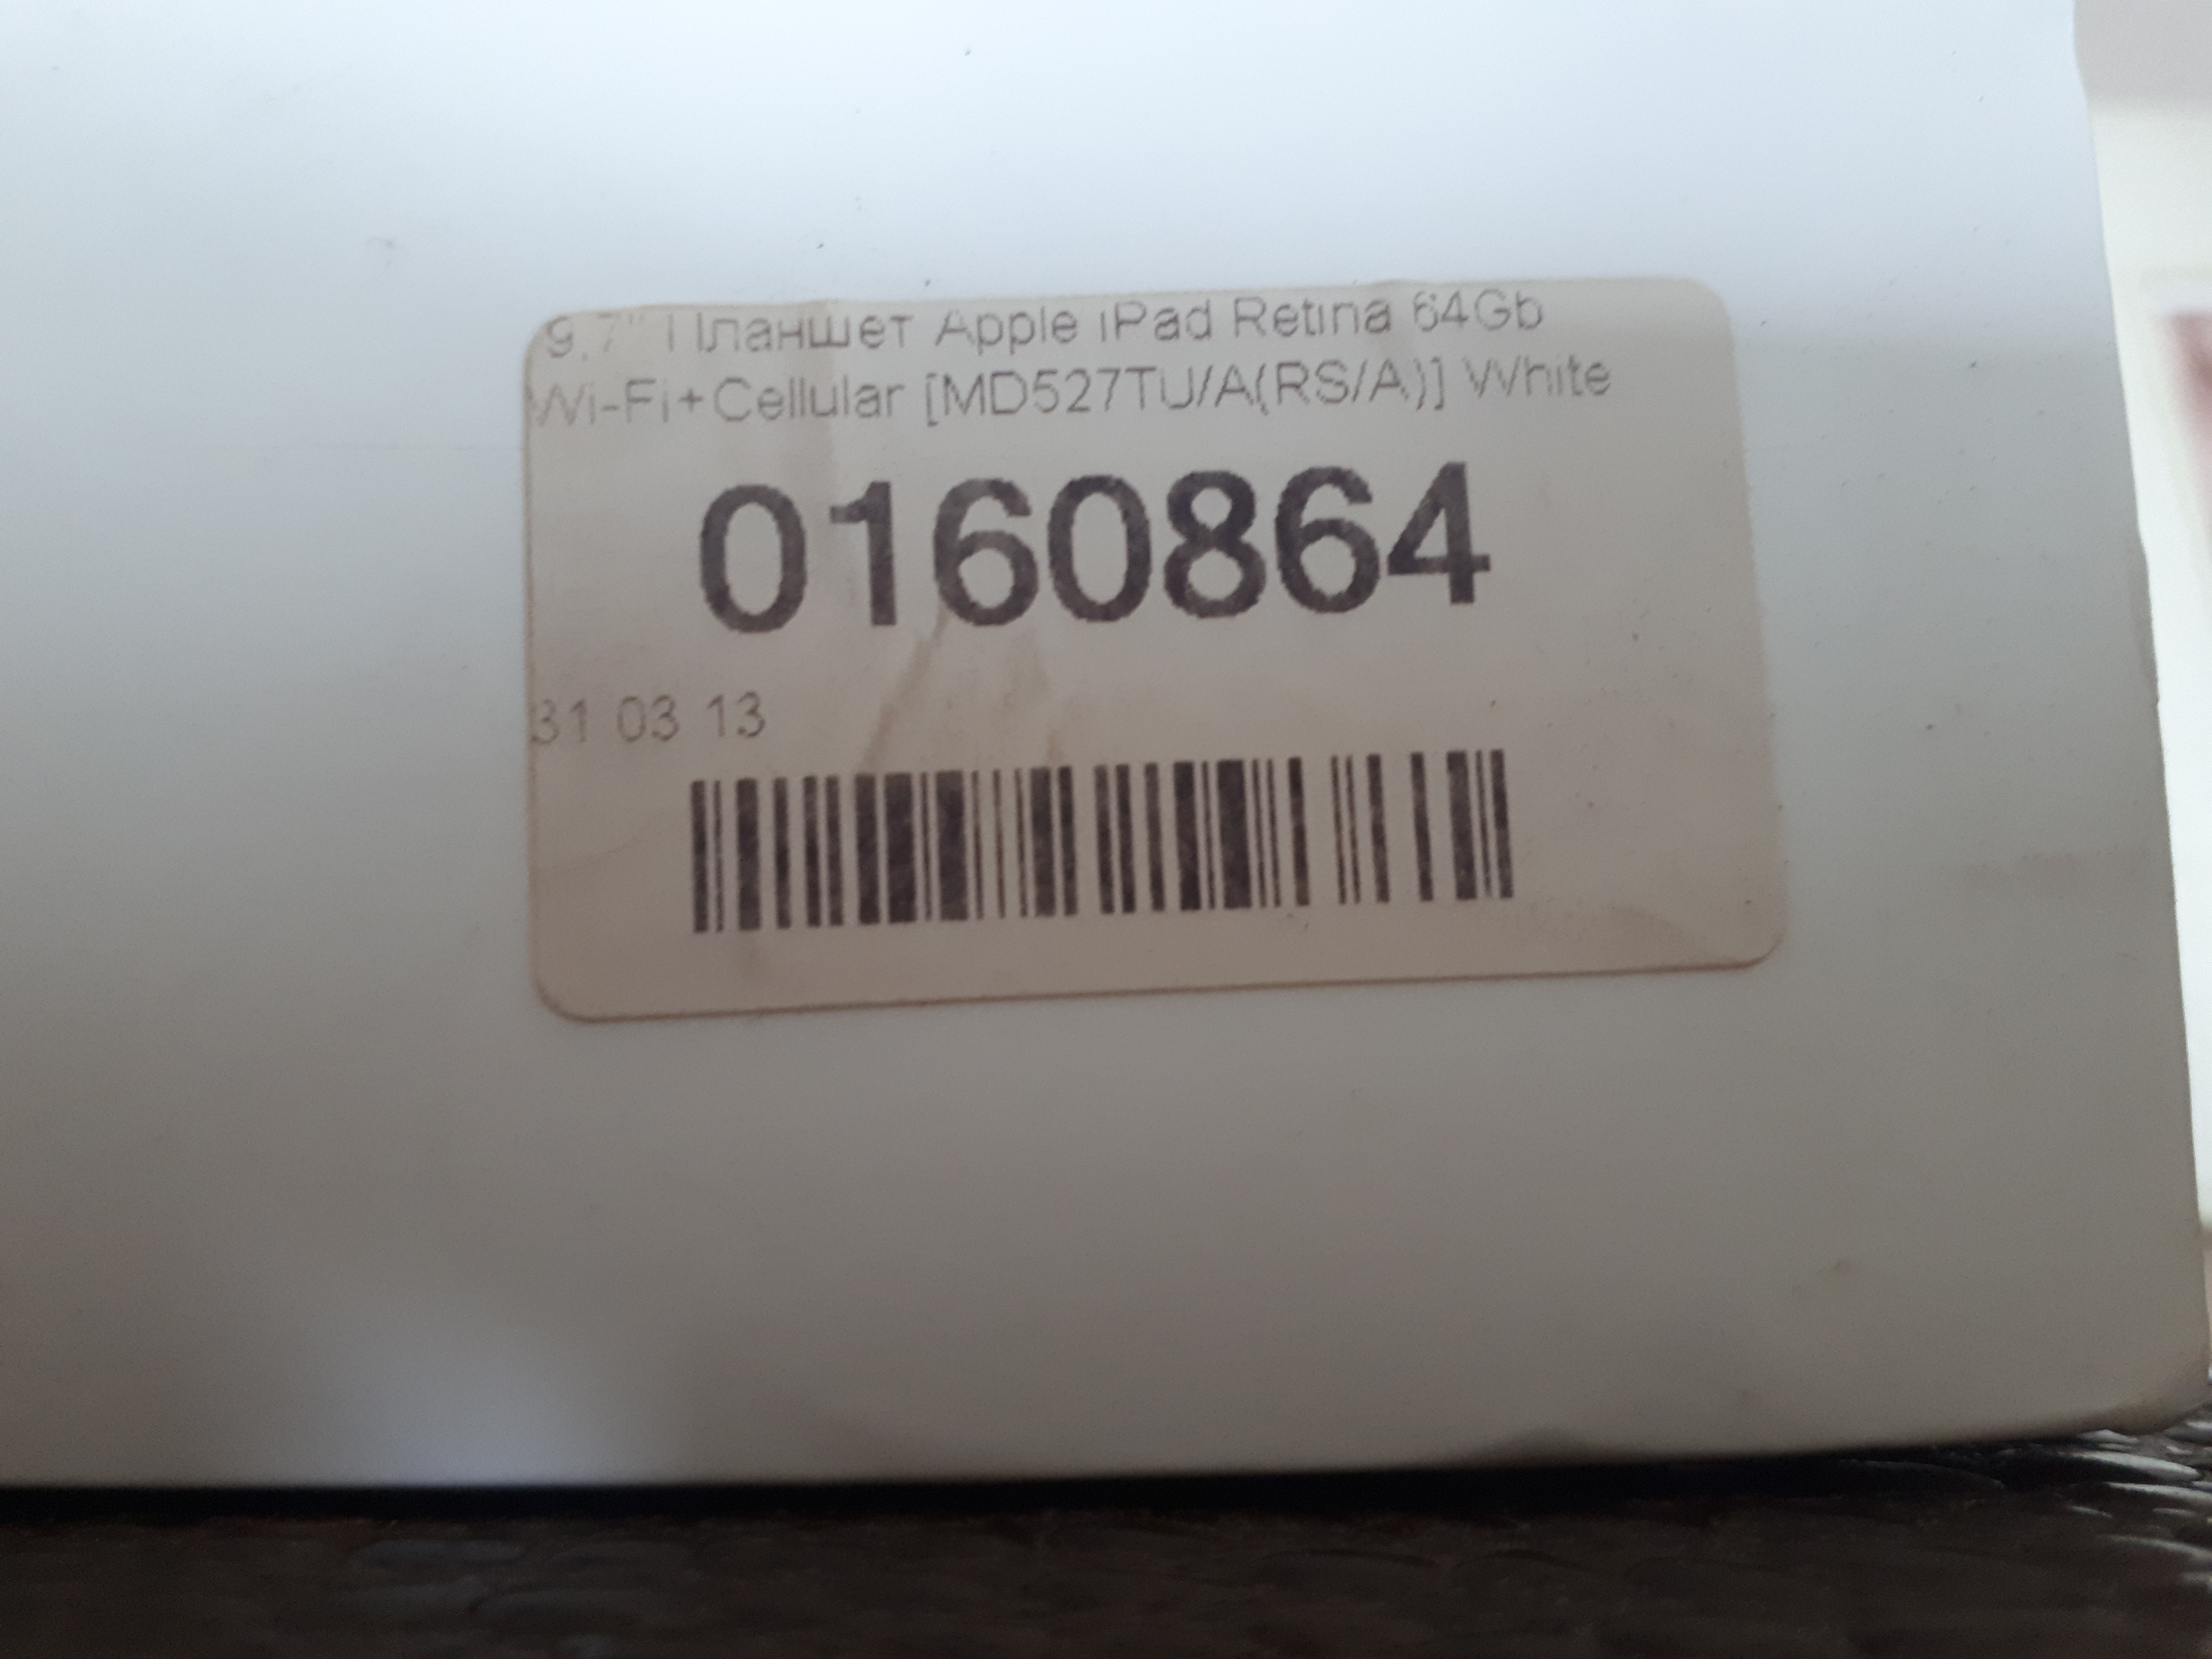 9,7" Планшет Apple iPad Retina 64Gb
Wi-Fi+Cellular [MD527TU/A(RS/A)] White
0160864
31 03 13